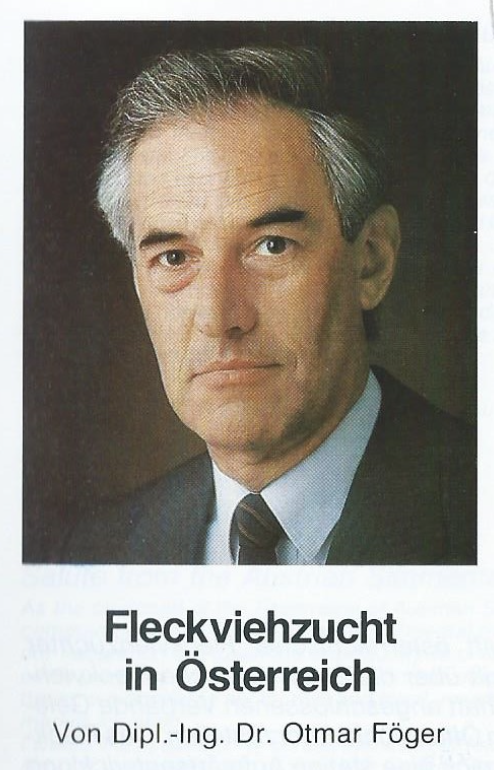 Fleckviehzucht
in Österreich
Von Dipl.-Ing. Dr. Otmar Föger